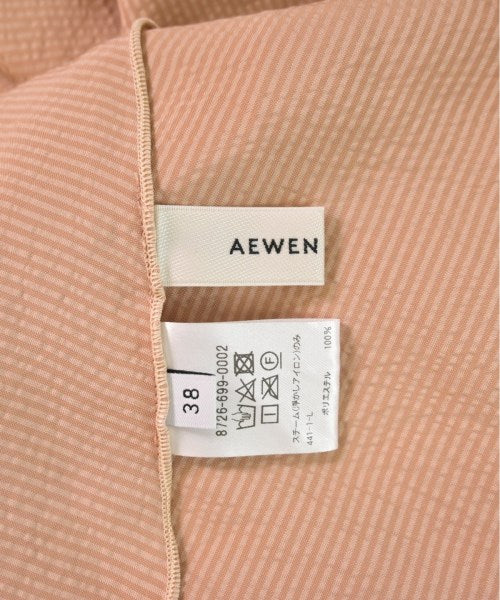 AEWEN
38
8726-699-0002
スチーム(浮かしアイロン)のみ
441-1-L
ポリエステル 100%